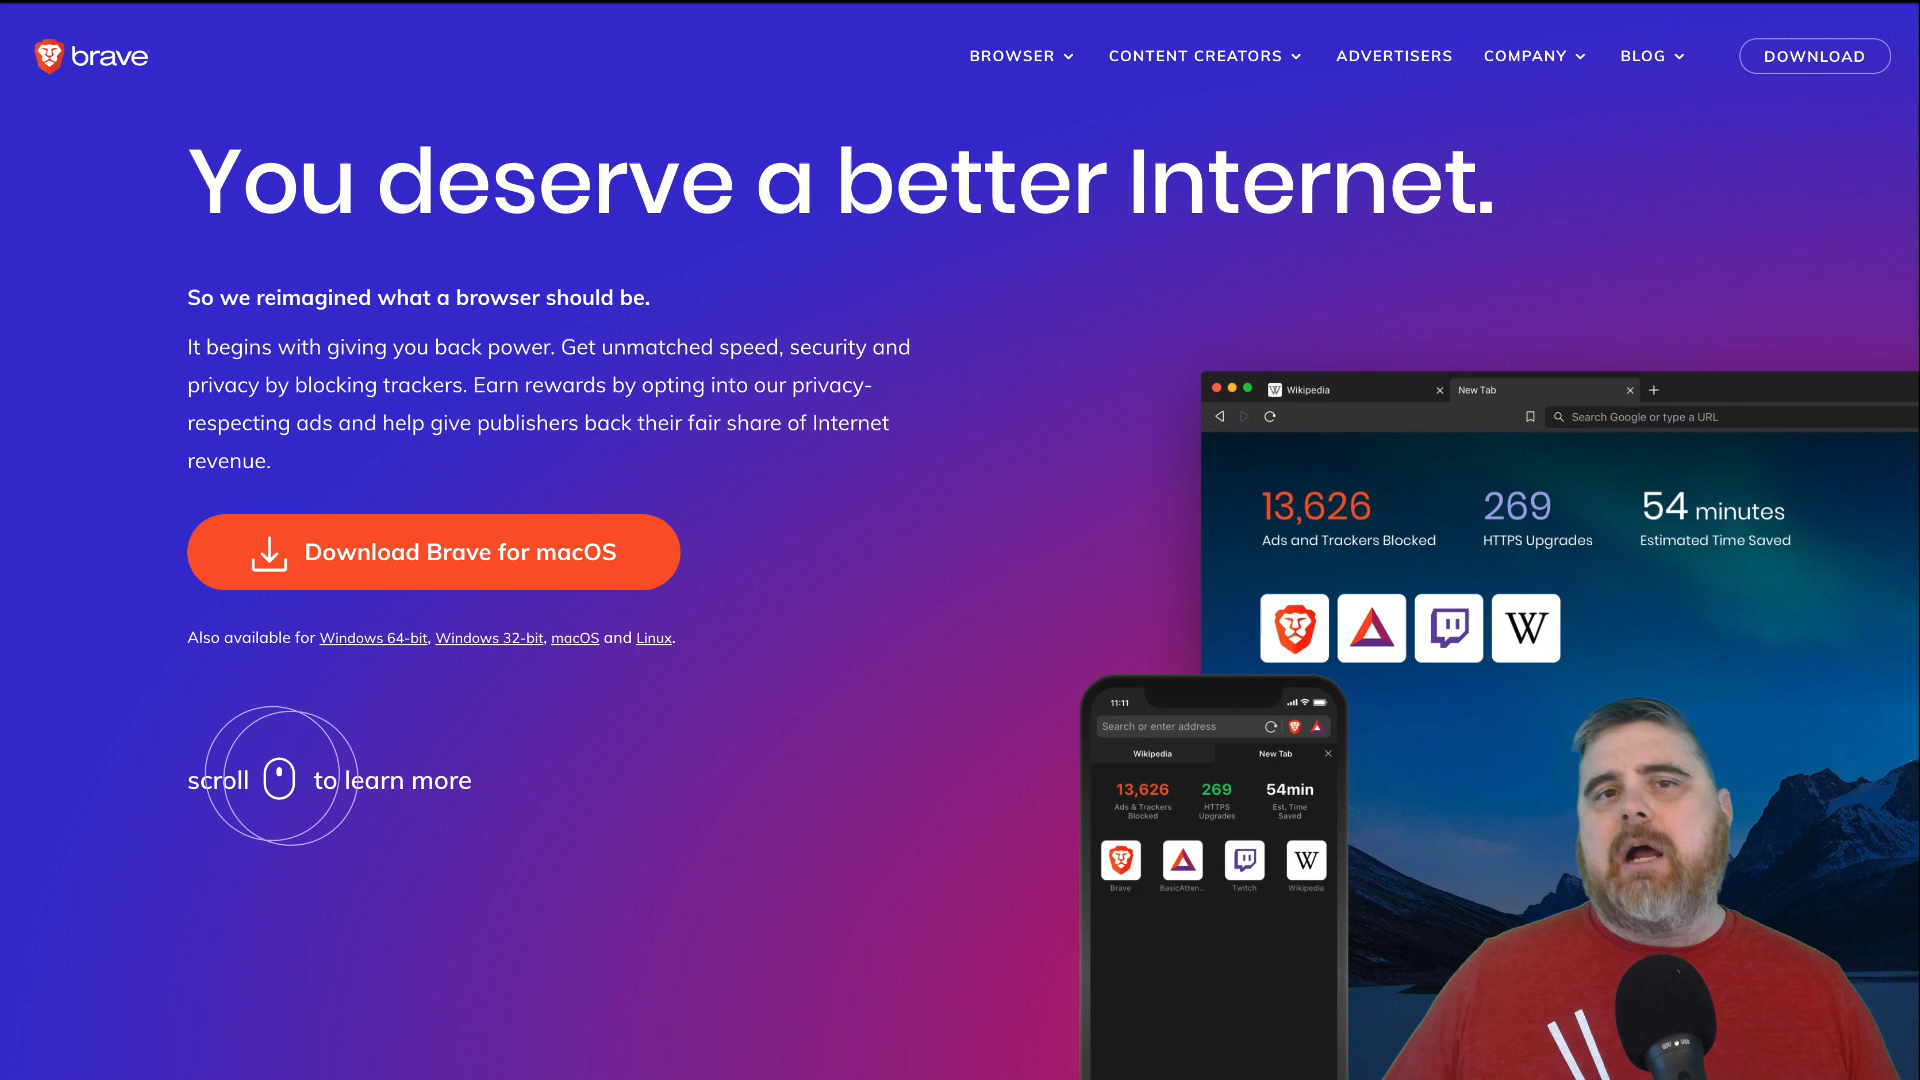 brave
BROWSER
CONTENT CREATORS
ADVERTISERS
COMPANY
BLOG
DOWNLOAD
You deserve a better Internet.
So we reimagined what a browser should be.
It begins with giving you back power. Get unmatched speed, security and
privacy by blocking trackers. Earn rewards by opting into our privacy-
respecting ads and help give publishers back their fair share of Internet
revenue.
Download Brave for macOS
Also available for Windows 64-bit, Windows 32-bit, macOS and Linux.
scroll to learn more
Wikipedia
New Tab
Search Google or type a URL
13,626
269
54 minutes
Ads and Trackers Blocked
HTTPS Upgrades
Estimated Time Saved
W
11:11
Search or enter address
Wikipedia
New Tab
13,626
269
54min
Ads & Trackers
Blocked
HTTPS
Upgrades
Est. Time
Saved
W
Brave
BasicAtten...
Twitch
Wikipedia